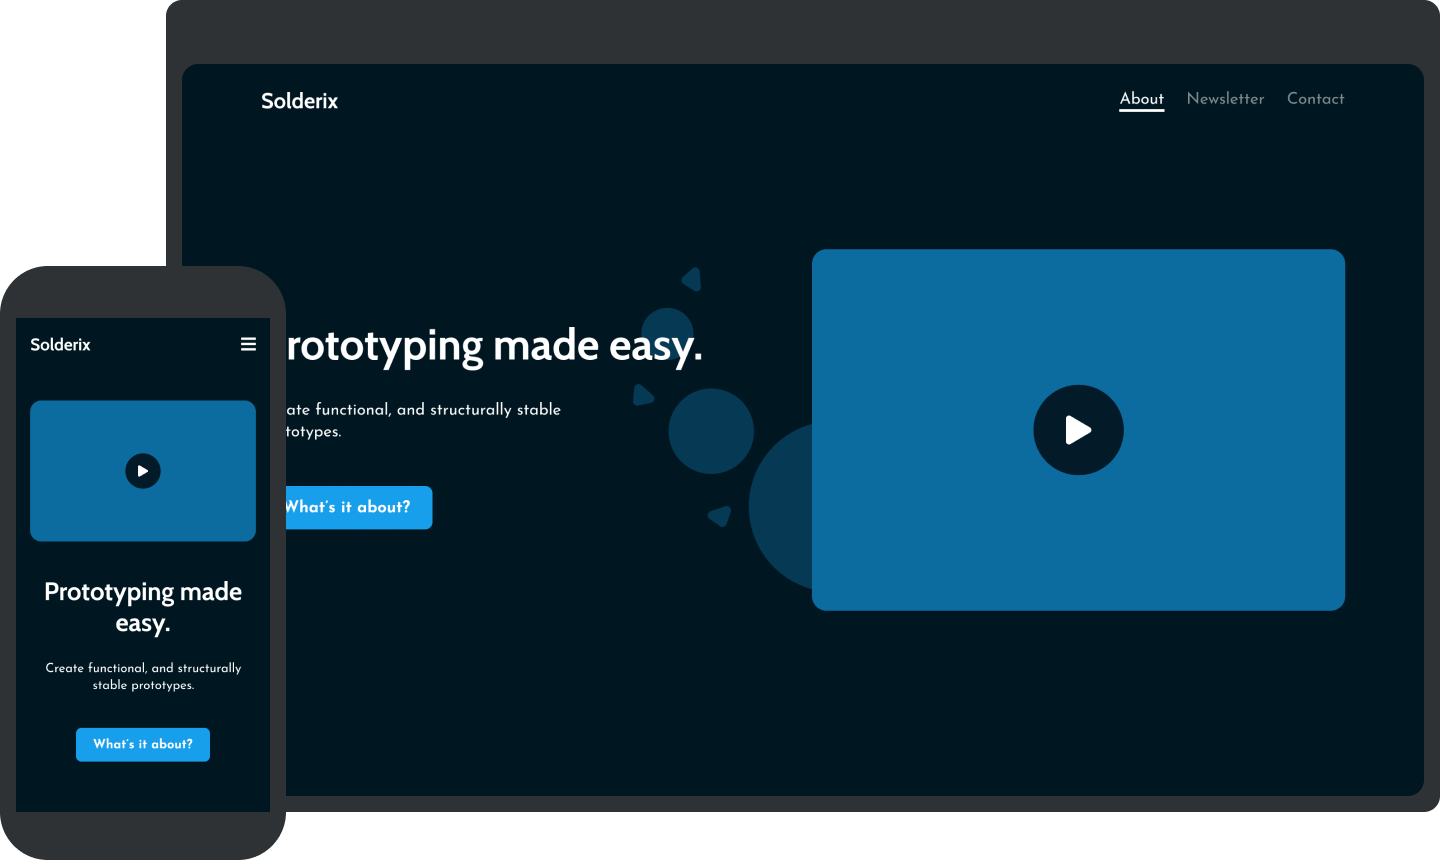 Solderix
About Newsletter Contact
rototyping made easy.
ate functional, and structurally stable
totypes.
What's it about?
Solderix
Prototyping made
easy.
Create functional, and structurally
stable prototypes.
What's it about?